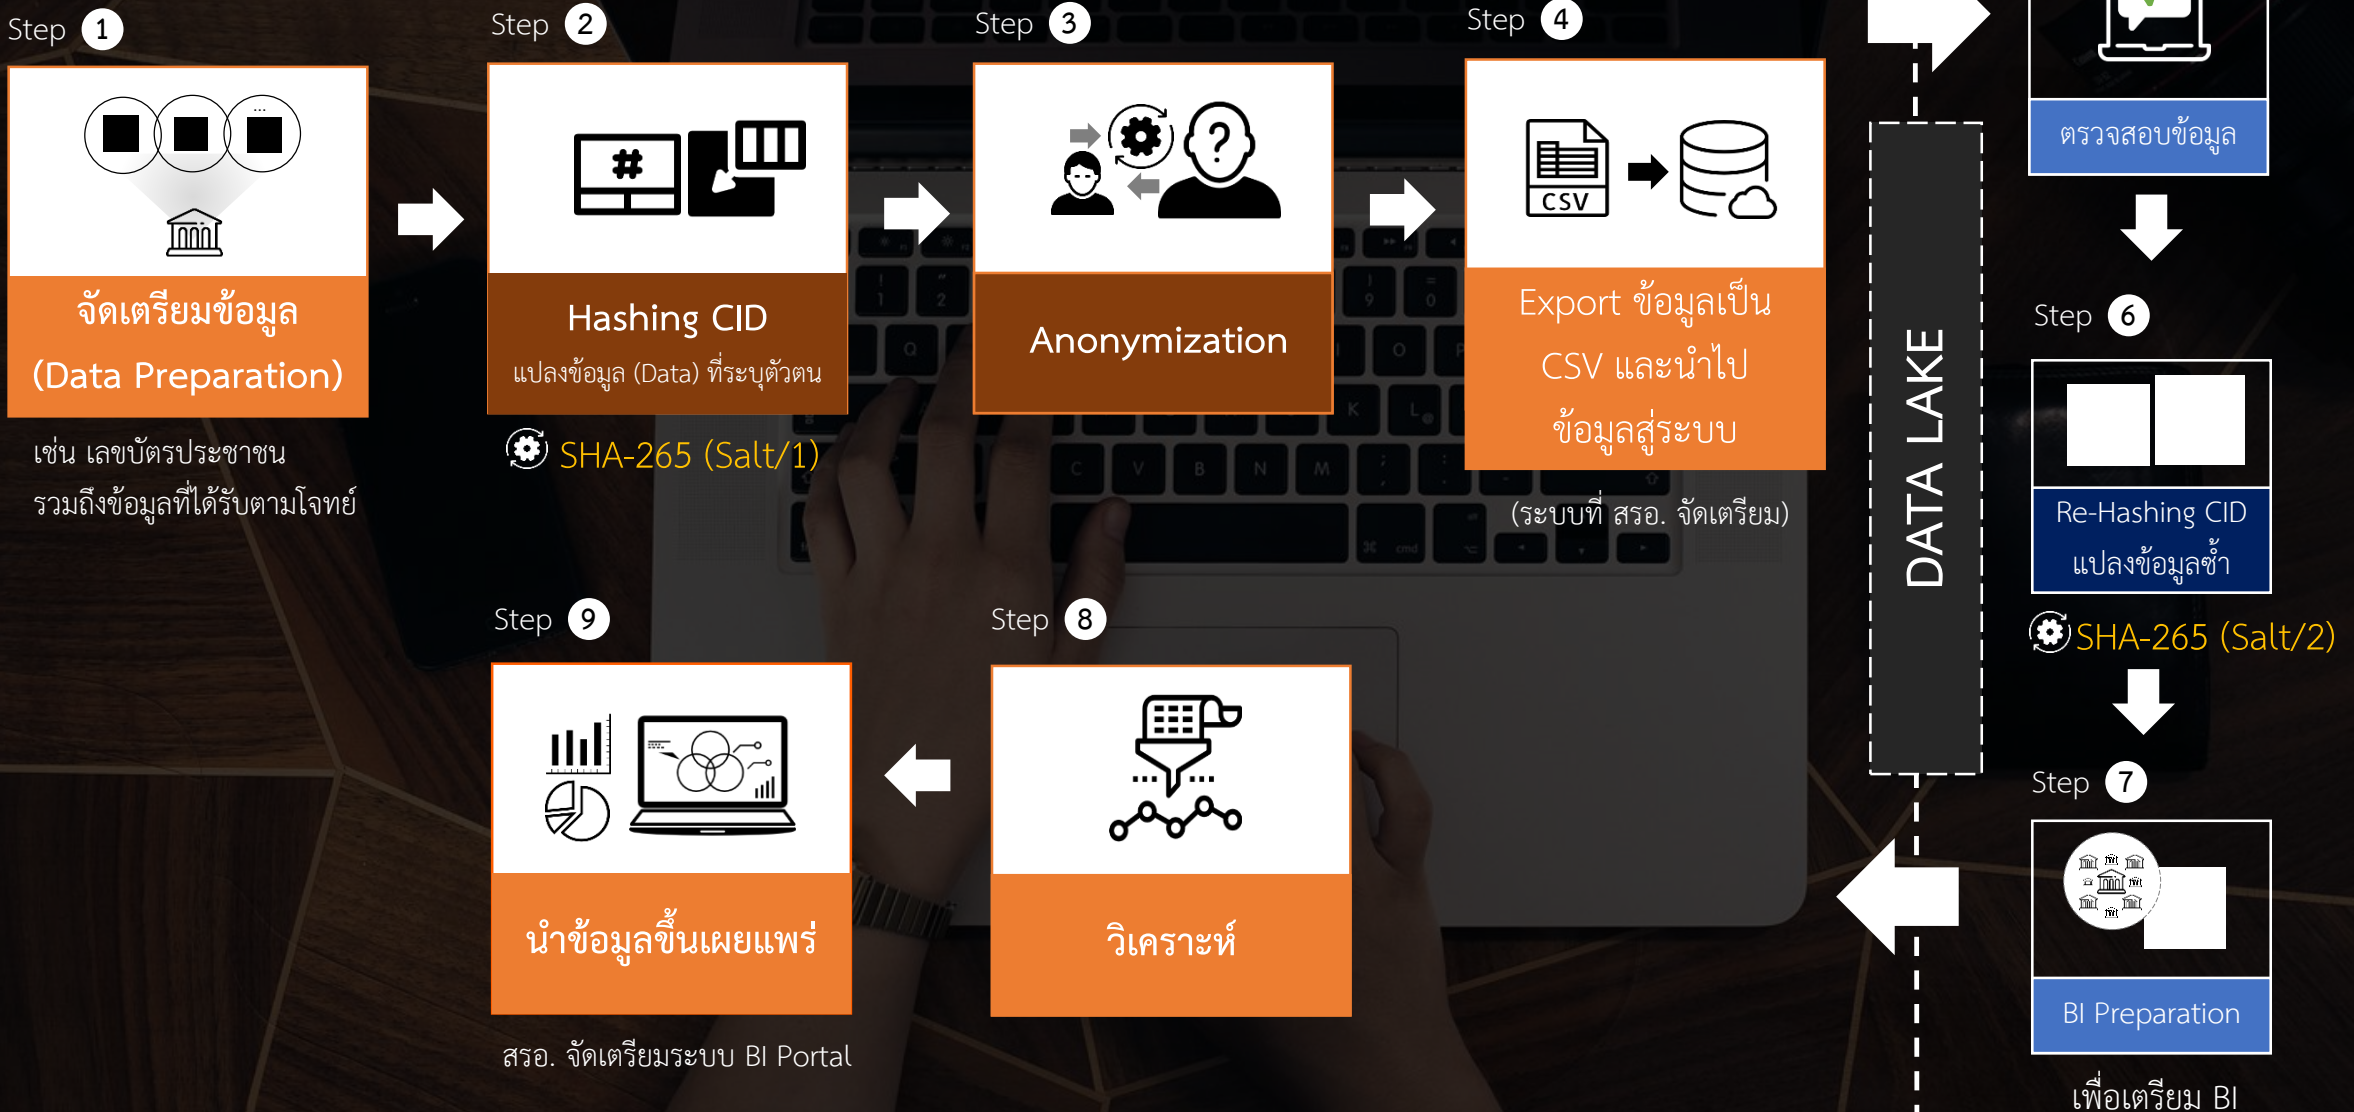 Step 1
จัดเตรียมข้อมูล
(Data Preparation)
เช่น เลขบัตรประชาชน
รวมถึงข้อมูลที่ได้รับตามโจทย์
Step 2
#
Hashing CID
แปลงข้อมูล (Data) ที่ระบุตัวตน
SHA-265 (Salt/1)
Step 3
?
Anonymization
Step 4
CSV
Export ข้อมูลเป็น
CSV และนำไป
ข้อมูลสู่ระบบ
(ระบบที่ สรอ. จัดเตรียม)
DATA LAKE
ตรวจสอบข้อมูล
Step 6
Re-Hashing CID
แปลงข้อมูลซ้ำ
SHA-265 (Salt/2)
Step 7
BI Preparation
เพื่อเตรียม BI
Step 8
วิเคราะห์
Step 9
นำข้อมูลขึ้นเผยแพร่
สรอ. จัดเตรียมระบบ BI Portal